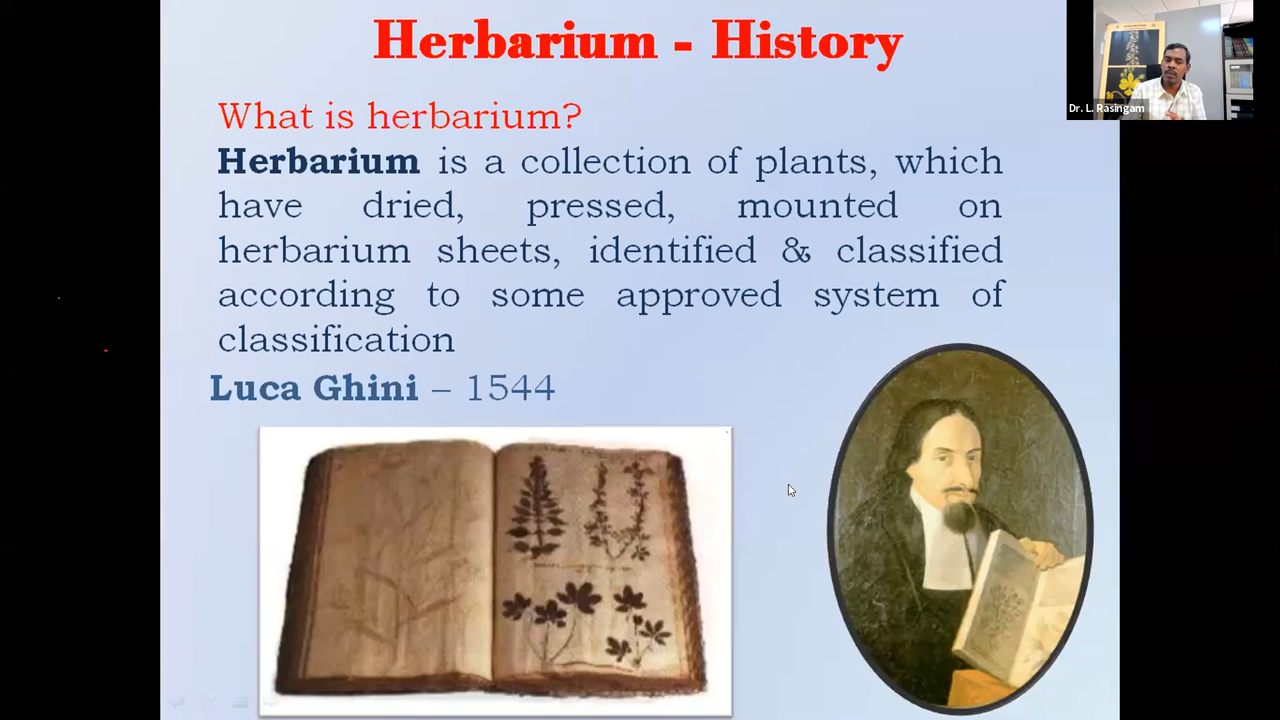 Herbarium - History
Dr. L. Rasingam
What is herbarium?
Herbarium is a collection of plants, which
have dried, pressed, mounted on
herbarium sheets, identified & classified
according to some approved system of
classification
Luca Ghini – 1544